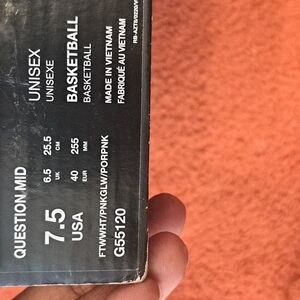 QUESTION MID
7.5
USA
6.5
UK
25.5
CM
40
EUR
255
MM
UNISEX
UNISEXE
BASKETBALL
BASKETBALL
FTWWHT/PNKGLW/PORPNK
G55120
MADE IN VIETNAM
FABRIQUÉ AU VIETNAM